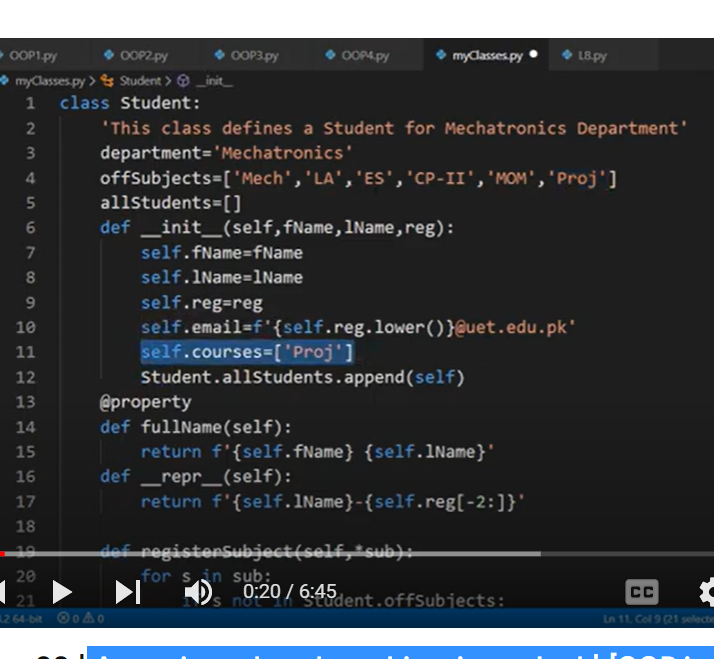 OOP1.py OOP2.py OOP3.py OOP4.py myClasses.py L8.py
myClasses.py > Student > __init__
1 class Student:
2 'This class defines a Student for Mechatronics Department'
3 department='Mechatronics'
4 offSubjects=['Mech','LA','ES','CP-II','MOM','Proj']
5 allStudents=[]
6 def __init__(self,fName,lName,reg):
7 self.fName=fName
8 self.lName=lName
9 self.reg=reg
10 self.email=f'{self.reg.lower()}@uet.edu.pk'
11 self.courses=['Proj']
12 Student.allStudents.append(self)
13 @property
14 def fullName(self):
15 return f'{self.fName} {self.lName}'
16 def __repr__(self):
17 return f'{self.lName}-{self.reg[-2:]}'
18
19 def registerSubject(self,*sub):
20 for s in sub:
0:20 / 6:45
CC
21 s not in Student.offSubjects:
64-bit 0 0 Ln 11, Col 9 (21